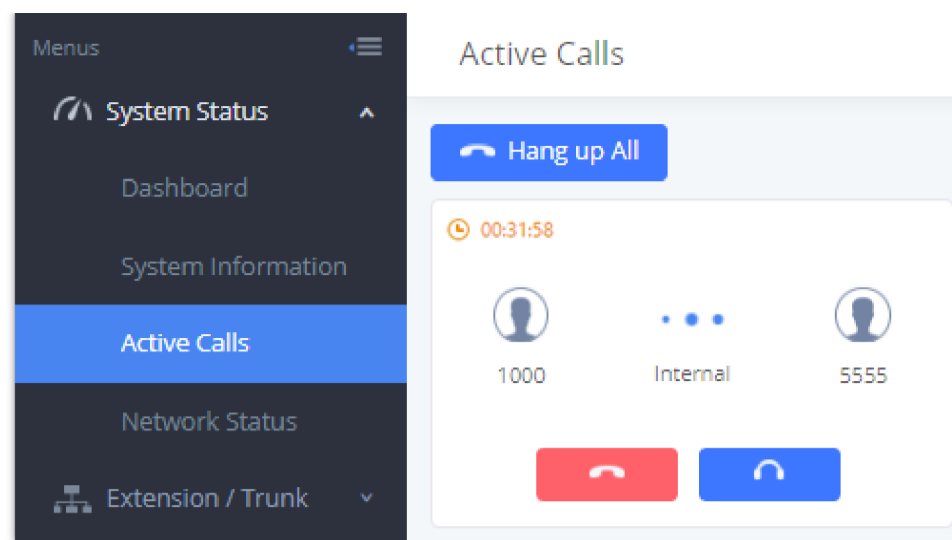 Menus
System Status
Dashboard
System Information
Active Calls
Network Status
Extension / Trunk
Active Calls
Hang up All
00:31:58
1000
Internal
5555